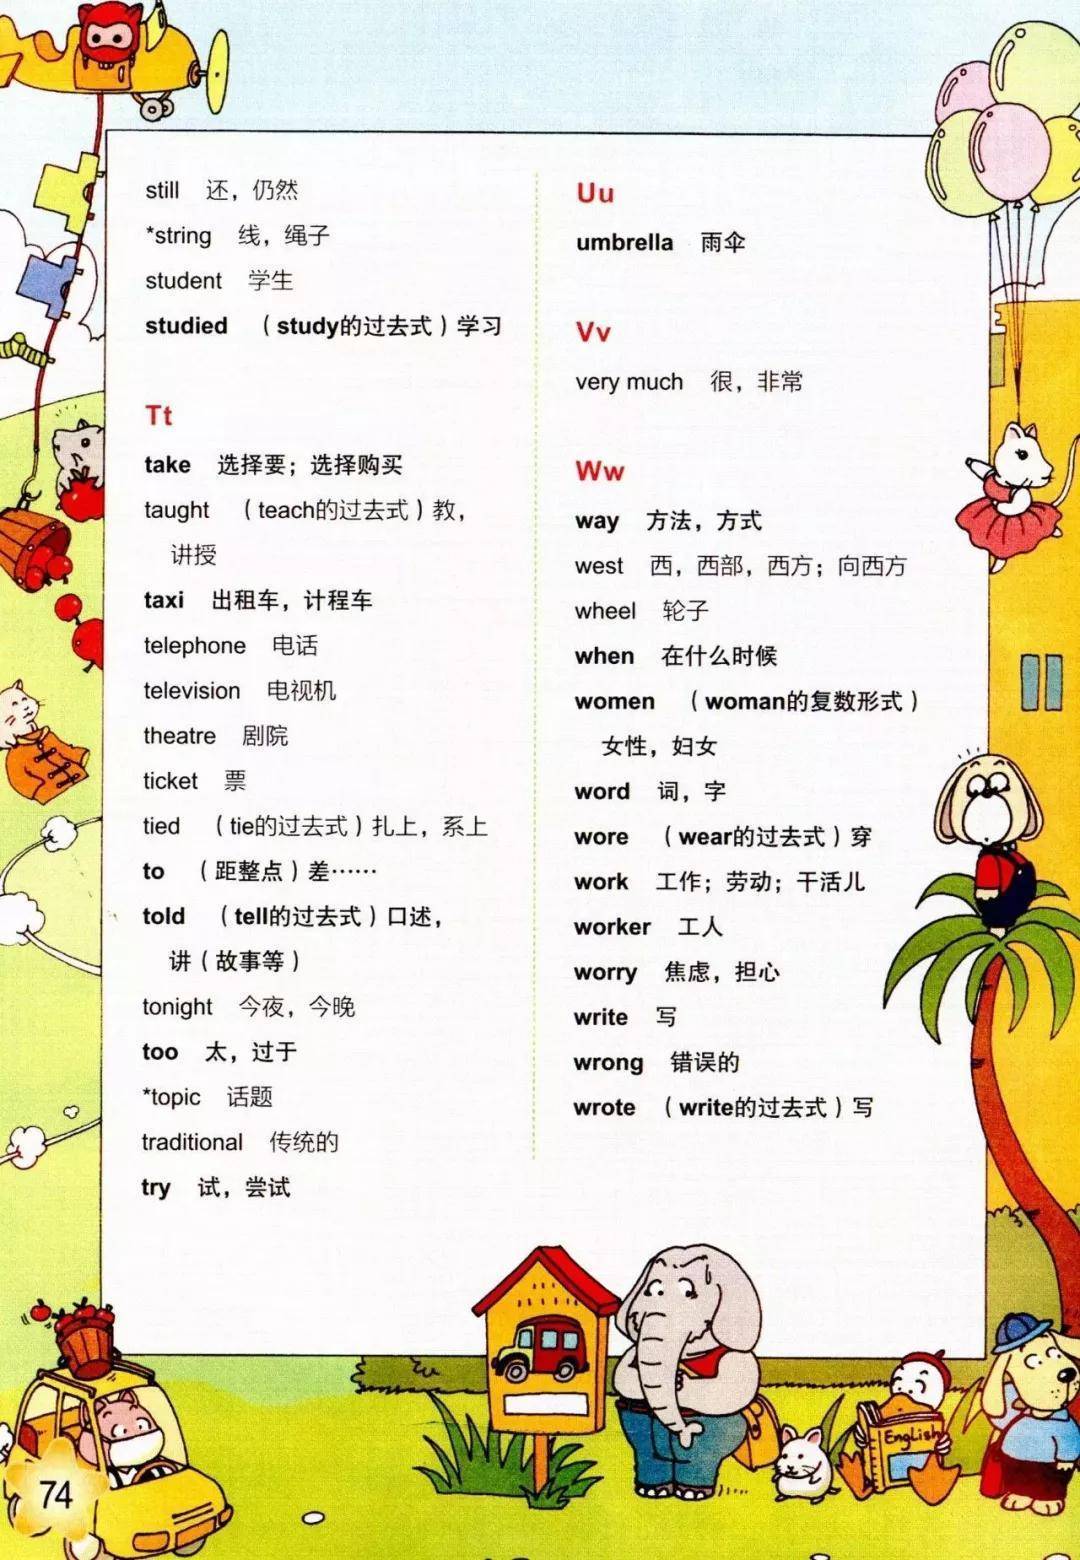 still 还，仍然
*string 线，绳子
student 学生
studied （study的过去式）学习
Tt
take 选择要；选择购买
taught （teach的过去式）教，
讲授
taxi 出租车，计程车
telephone 电话
television 电视机
theatre 剧院
ticket 票
tied （tie的过去式）扎上，系上
to （距整点）差……
told （tell的过去式）口述，
讲（故事等）
tonight 今夜，今晚
too 太，过于
*topic 话题
traditional 传统的
try 试，尝试
Uu
umbrella 雨伞
Vv
very much 很，非常
Ww
way 方法，方式
west 西，西部，西方；向西方
wheel 轮子
when 在什么时候
women （woman的复数形式）
女性，妇女
word 词，字
wore （wear的过去式）穿
work 工作；劳动；干活儿
worker 工人
worry 焦虑，担心
write 写
wrong 错误的
wrote （write的过去式）写
English
74